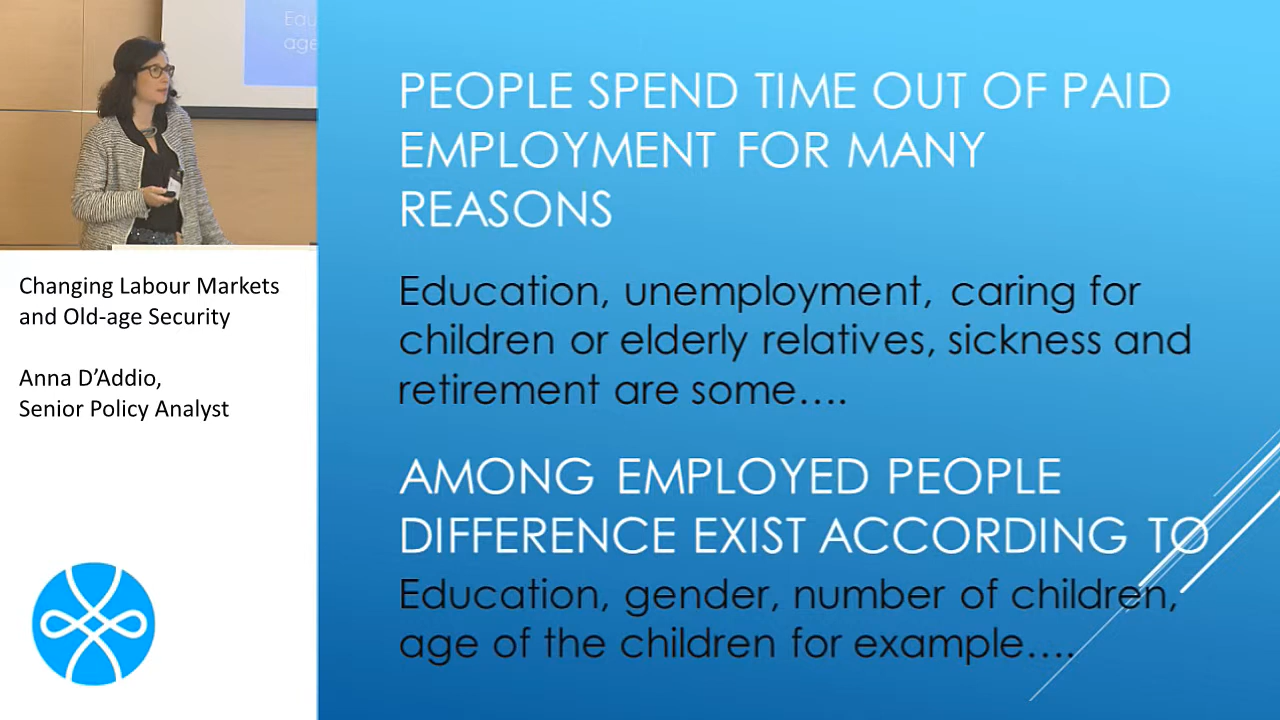 Edu
age
Changing Labour Markets
and Old-age Security
Anna D’Addio,
Senior Policy Analyst
PEOPLE SPEND TIME OUT OF PAID
EMPLOYMENT FOR MANY
REASONS
Education, unemployment, caring for
children or elderly relatives, sickness and
retirement are some….
AMONG EMPLOYED PEOPLE
DIFFERENCE EXIST ACCORDING TO
Education, gender, number of children,
age of the children for example….